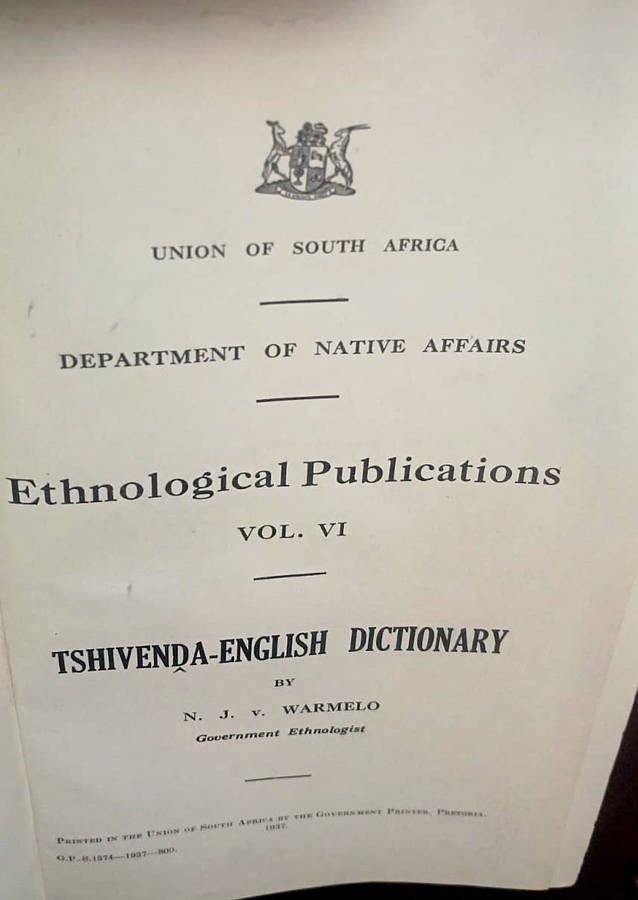 UNION OF SOUTH AFRICA
DEPARTMENT OF NATIVE AFFAIRS
Ethnological Publications
VOL. VI
TSHIVENḒA-ENGLISH DICTIONARY
BY
N. J. v. WARMELO
Government Ethnologist
PRINTED IN THE UNION OF SOUTH AFRICA BY THE GOVERNMENT PRINTER, PRETORIA.
1937.
G.P.-S.1574—1937—800.